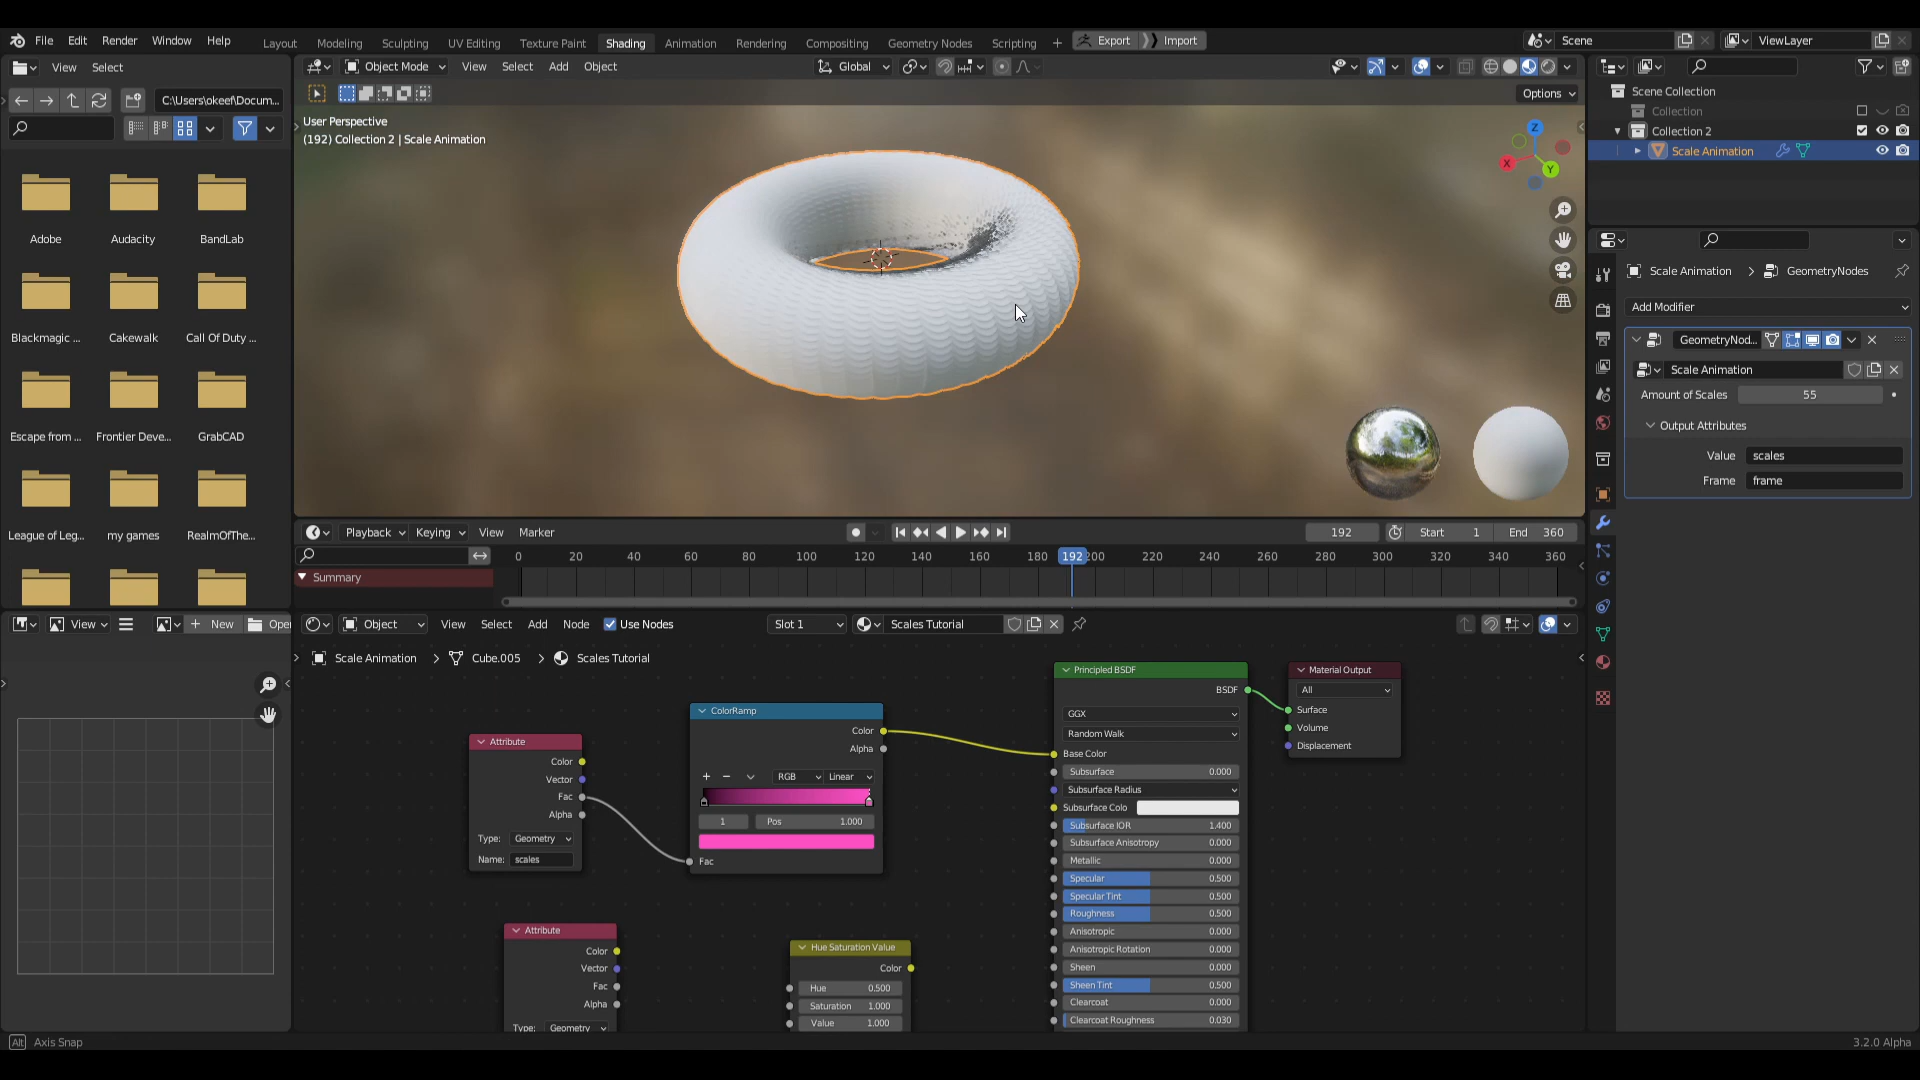 File Edit Render Window Help
Layout Modeling Sculpting UV Editing Texture Paint Shading Animation Rendering Compositing Geometry Nodes Scripting + Export Import
Scene ViewLayer
View Select
Object Mode View Select Add Object Global
C:\Users\okeef\Docum...
Options
User Perspective
(192) Collection 2 | Scale Animation
Z
X
Y
Adobe Audacity BandLab
Blackmagic ... Cakewalk Call Of Duty ...
Escape from ... Frontier Deve... GrabCAD
League of Leg... my games RealmOfThe...
Scene Collection
Collection
Collection 2
Scale Animation
Scale Animation > GeometryNodes
Add Modifier
GeometryNod...
Scale Animation
Amount of Scales 55
Output Attributes
Value scales
Frame frame
Playback Keying View Marker 192 Start 1 End 360
0 20 40 60 80 100 120 140 160 180 192 200 220 240 260 280 300 320 340 360
Summary
View New Oper
Object View Select Add Node Use Nodes Slot 1 Scales Tutorial
Scale Animation > Cube.005 > Scales Tutorial
Attribute
Color
Vector
Fac
Alpha
Type: Geometry
Name: scales
ColorRamp
Color
Alpha
+ − RGB Linear
1 Pos 1.000
Fac
Principled BSDF
BSDF
GGX
Random Walk
Base Color
Subsurface 0.000
Subsurface Radius
Subsurface Colo
Subsurface IOR 1.400
Subsurface Anisotropy 0.000
Metallic 0.000
Specular 0.500
Specular Tint 0.500
Roughness 0.500
Anisotropic 0.000
Anisotropic Rotation 0.000
Sheen 0.000
Sheen Tint 0.500
Clearcoat 0.000
Clearcoat Roughness 0.030
Material Output
All
Surface
Volume
Displacement
Attribute
Color
Vector
Fac
Alpha
Type: Geometry
Hue Saturation Value
Color
Hue 0.500
Saturation 1.000
Value 1.000
Alt Axis Snap
3.2.0 Alpha